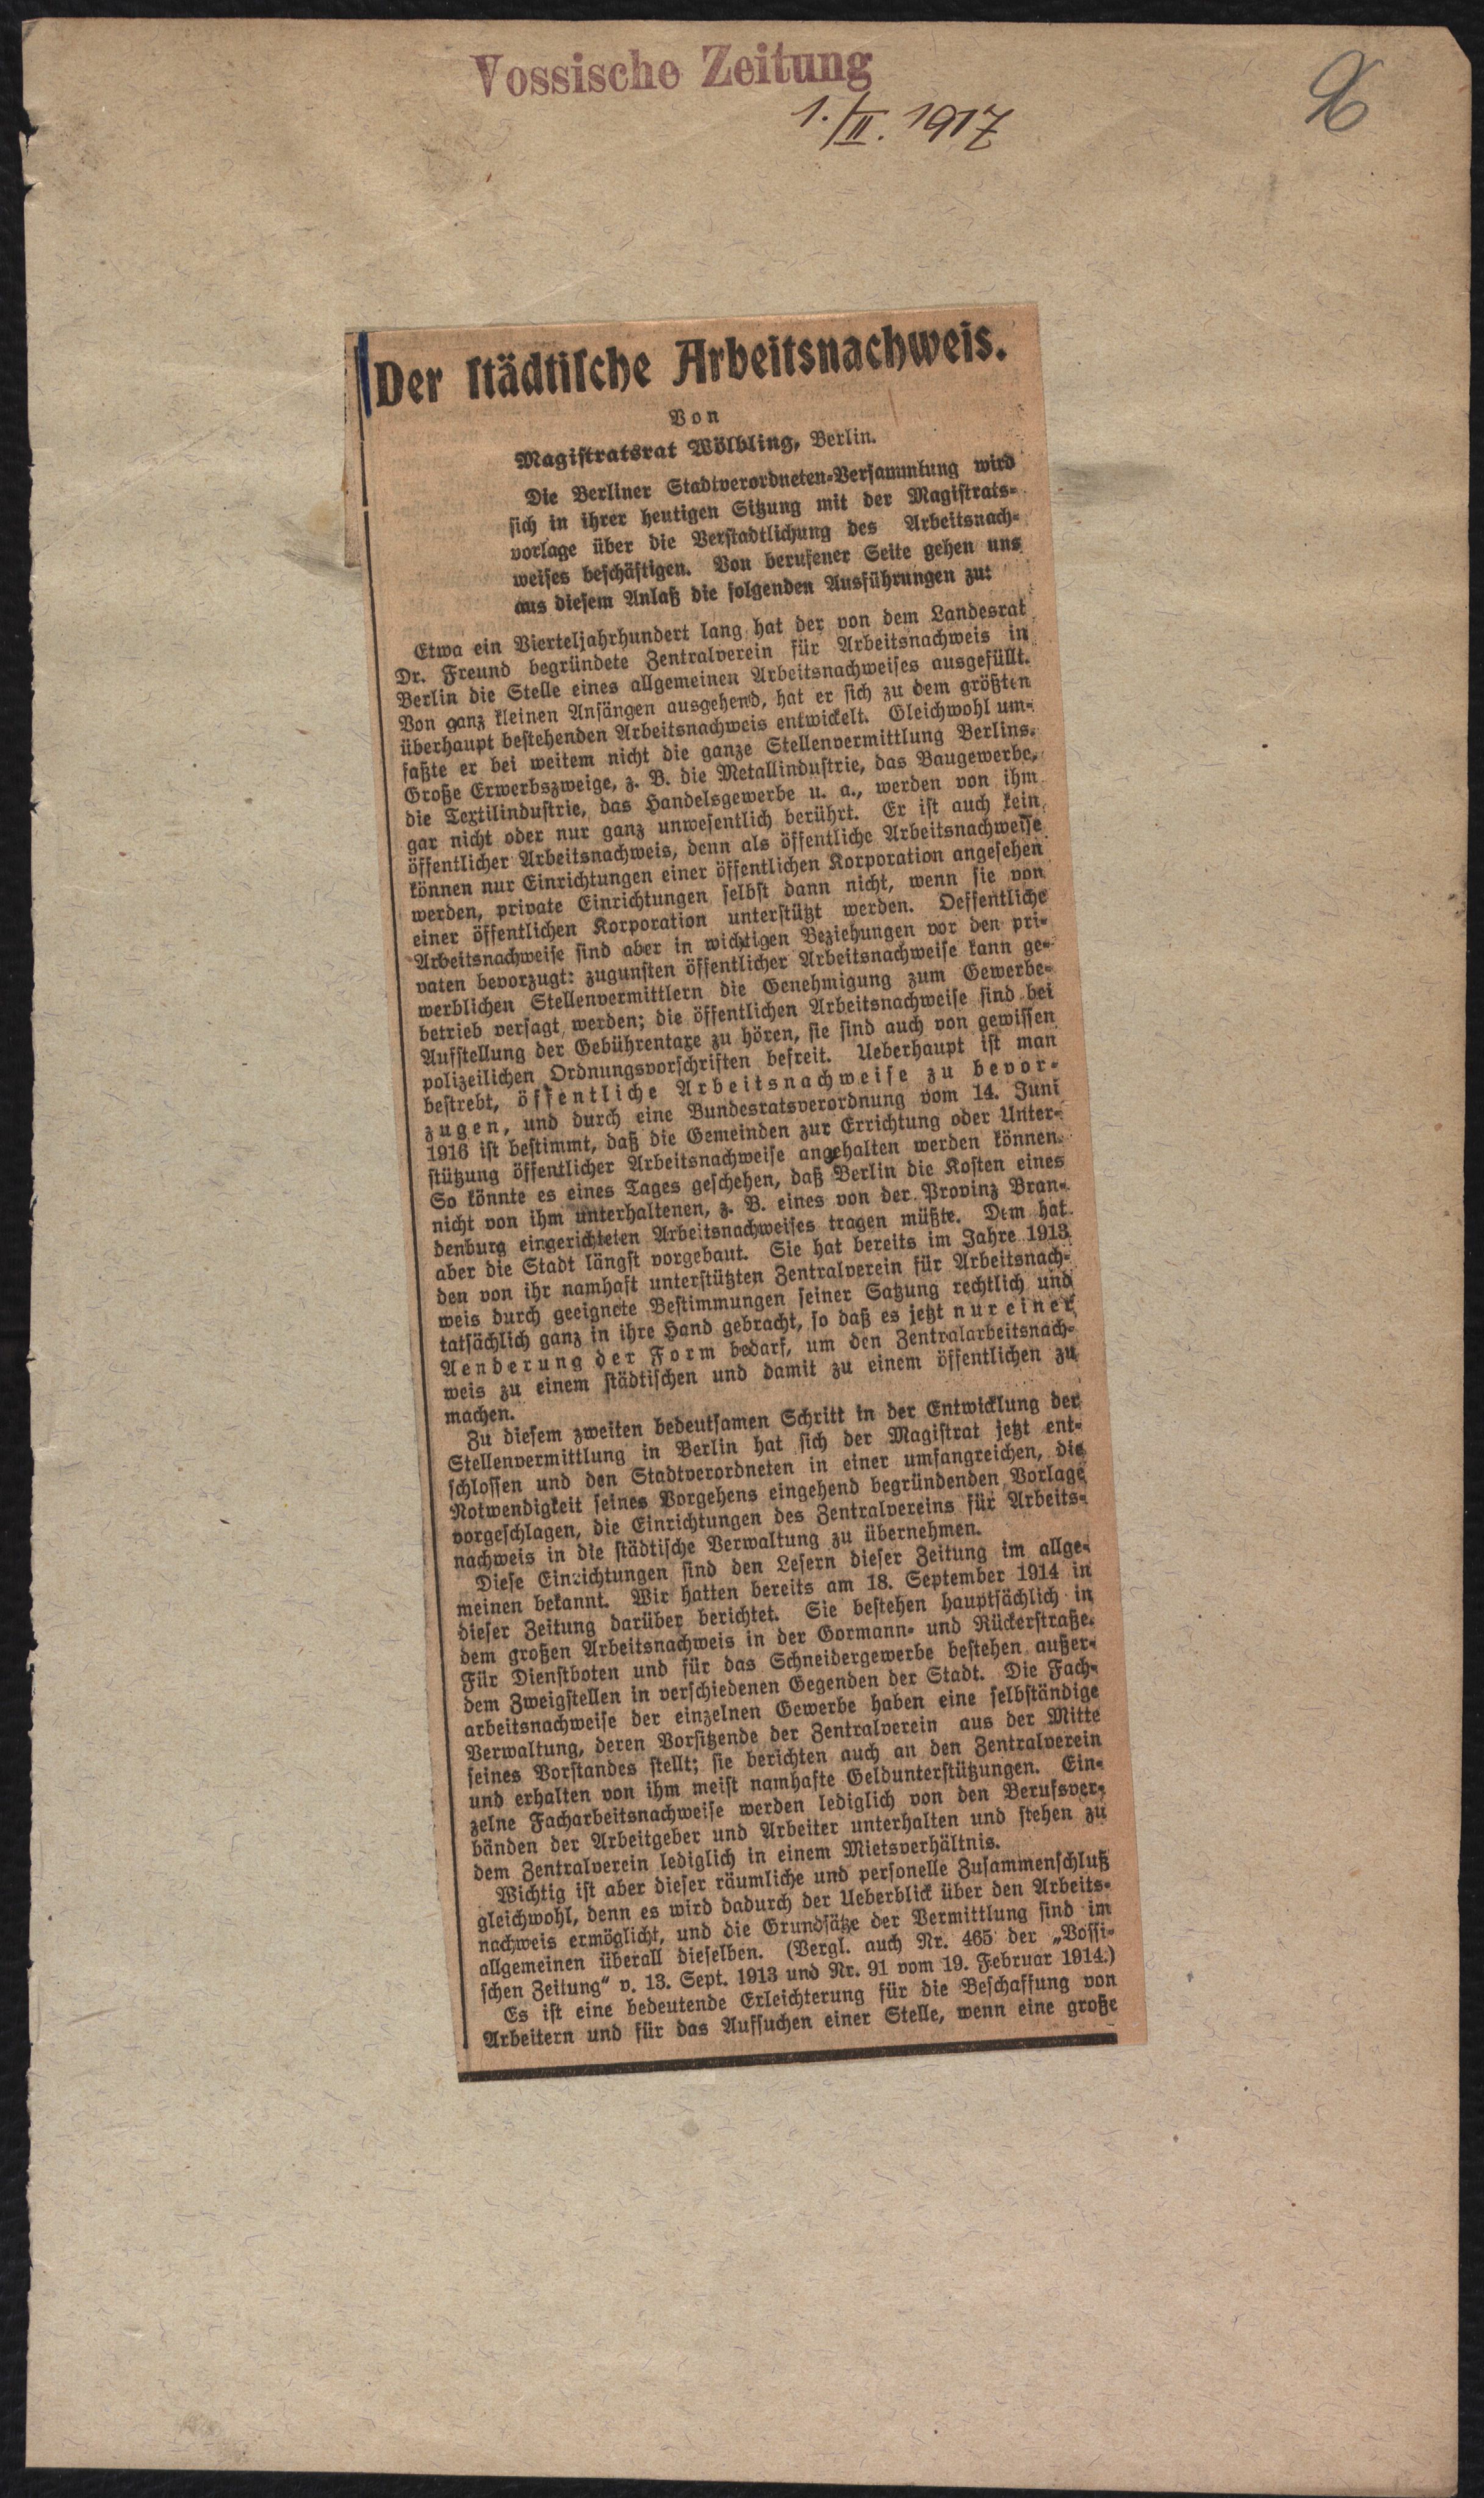 Vossische Zeitung
1./II. 1917
Der städtische Arbeitsnachweis.
Von
Magistratsrat Wölbling, Berlin.
Die Berliner Stadtverordneten-Versammlung wird
sich in ihrer heutigen Sitzung mit der Magistrats-
vorlage über die Verstadtlichung des Arbeitsnach-
weises beschäftigen. Von berufener Seite gehen uns
aus diesem Anlaß die folgenden Ausführungen zu:
Etwa ein Vierteljahrhundert lang hat der von dem Landesrat
Dr. Freund begründete Zentralverein für Arbeitsnachweis in
Berlin die Stelle eines allgemeinen Arbeitsnachweises ausgefüllt.
Von ganz kleinen Anfängen ausgehend, hat er sich zu dem größten
überhaupt bestehenden Arbeitsnachweis entwickelt. Gleichwohl um-
faßte er bei weitem nicht die ganze Stellenvermittlung Berlins.
Große Erwerbszweige, z. B. die Metallindustrie, das Baugewerbe,
die Textilindustrie, das Handelsgewerbe u. a., werden von ihm
gar nicht oder nur ganz unwesentlich berührt. Er ist auch kein
öffentlicher Arbeitsnachweis, denn als öffentliche Arbeitsnachweise
können nur Einrichtungen einer öffentlichen Korporation angesehen
werden, private Einrichtungen selbst dann nicht, wenn sie von
einer öffentlichen Korporation unterstützt werden. Oeffentliche
Arbeitsnachweise sind aber in wichtigen Beziehungen vor den pri-
vaten bevorzugt: zugunsten öffentlicher Arbeitsnachweise kann ge-
werblichen Stellenvermittlern die Genehmigung zum Gewerbe-
betrieb versagt werden; die öffentlichen Arbeitsnachweise sind bei
Aufstellung der Gebührentaxe zu hören, sie sind auch von gewissen
polizeilichen Ordnungsvorschriften befreit. Ueberhaupt ist man
bestrebt, öffentliche Arbeitsnachweise zu bevor-
zugen, und durch eine Bundesratsverordnung vom 14. Juni
1916 ist bestimmt, daß die Gemeinden zur Errichtung oder Unter-
stützung öffentlicher Arbeitsnachweise angehalten werden können.
So könnte es eines Tages geschehen, daß Berlin die Kosten eines
nicht von ihm unterhaltenen, z. B. eines von der Provinz Bran-
denburg eingerichteten Arbeitsnachweises tragen müßte. Dem hat
aber die Stadt längst vorgebaut. Sie hat bereits im Jahre 1913
den von ihr namhaft unterstützten Zentralverein für Arbeitsnach-
weis durch geeignete Bestimmungen seiner Satzung rechtlich und
tatsächlich ganz in ihre Hand gebracht, so daß es jetzt nur einer
Aenderung der Form bedarf, um den Zentralarbeitsnach-
weis zu einem städtischen und damit zu einem öffentlichen zu
machen.
Zu diesem zweiten bedeutsamen Schritt in der Entwicklung der
Stellenvermittlung in Berlin hat sich der Magistrat jetzt ent-
schlossen und den Stadtverordneten in einer umfangreichen, die
Notwendigkeit seines Vorgehens eingehend begründenden Vorlage
vorgeschlagen, die Einrichtungen des Zentralvereins für Arbeits-
nachweis in die städtische Verwaltung zu übernehmen.
Diese Einrichtungen sind den Lesern dieser Zeitung im allge-
meinen bekannt. Wir hatten bereits am 18. September 1914 in
dieser Zeitung darüber berichtet. Sie bestehen hauptsächlich in
dem großen Arbeitsnachweis in der Gormann- und Rückerstraße.
Für Dienstboten und für das Schneidergewerbe bestehen außer-
dem Zweigstellen in verschiedenen Gegenden der Stadt. Die Fach-
arbeitsnachweise der einzelnen Gewerbe haben eine selbständige
Verwaltung, deren Vorsitzende der Zentralverein aus der Mitte
seines Vorstandes stellt; sie berichten auch an den Zentralverein
und erhalten von ihm meist namhafte Geldunterstützungen. Ein-
zelne Facharbeitsnachweise werden lediglich von den Berufsver-
bänden der Arbeitgeber und Arbeiter unterhalten und stehen zu
dem Zentralverein lediglich in einem Mietsverhältnis.
Wichtig ist aber dieser räumliche und personelle Zusammenschluß
gleichwohl, denn es wird dadurch der Ueberblick über den Arbeits-
nachweis ermöglicht, und die Grundsätze der Vermittlung sind im
allgemeinen überall dieselben. (Vergl. auch Nr. 465 der „Vossi-
schen Zeitung“ v. 13. Sept. 1913 und Nr. 91 vom 19. Februar 1914.)
Es ist eine bedeutende Erleichterung für die Beschaffung von
Arbeitern und für das Aufsuchen einer Stelle, wenn eine große